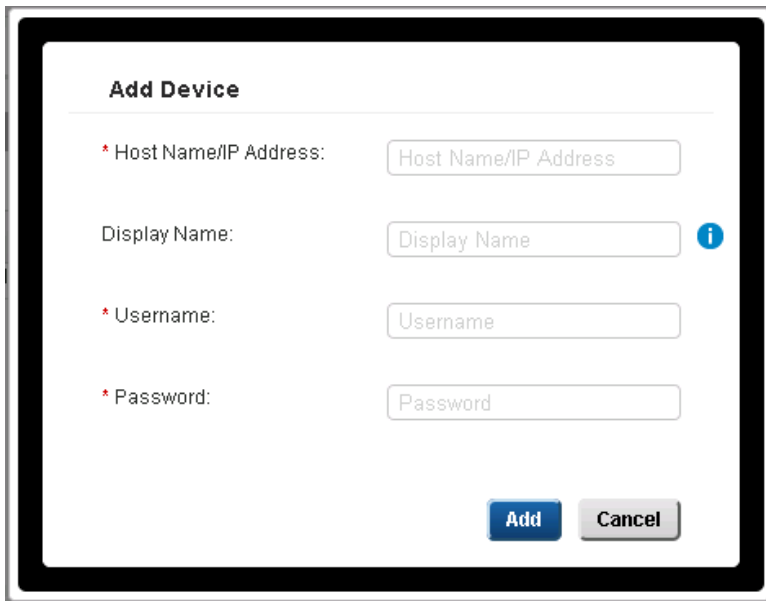 Add Device
* Host Name/IP Address: Host Name/IP Address
Display Name: Display Name i
* Username: Username
* Password: Password
Add Cancel